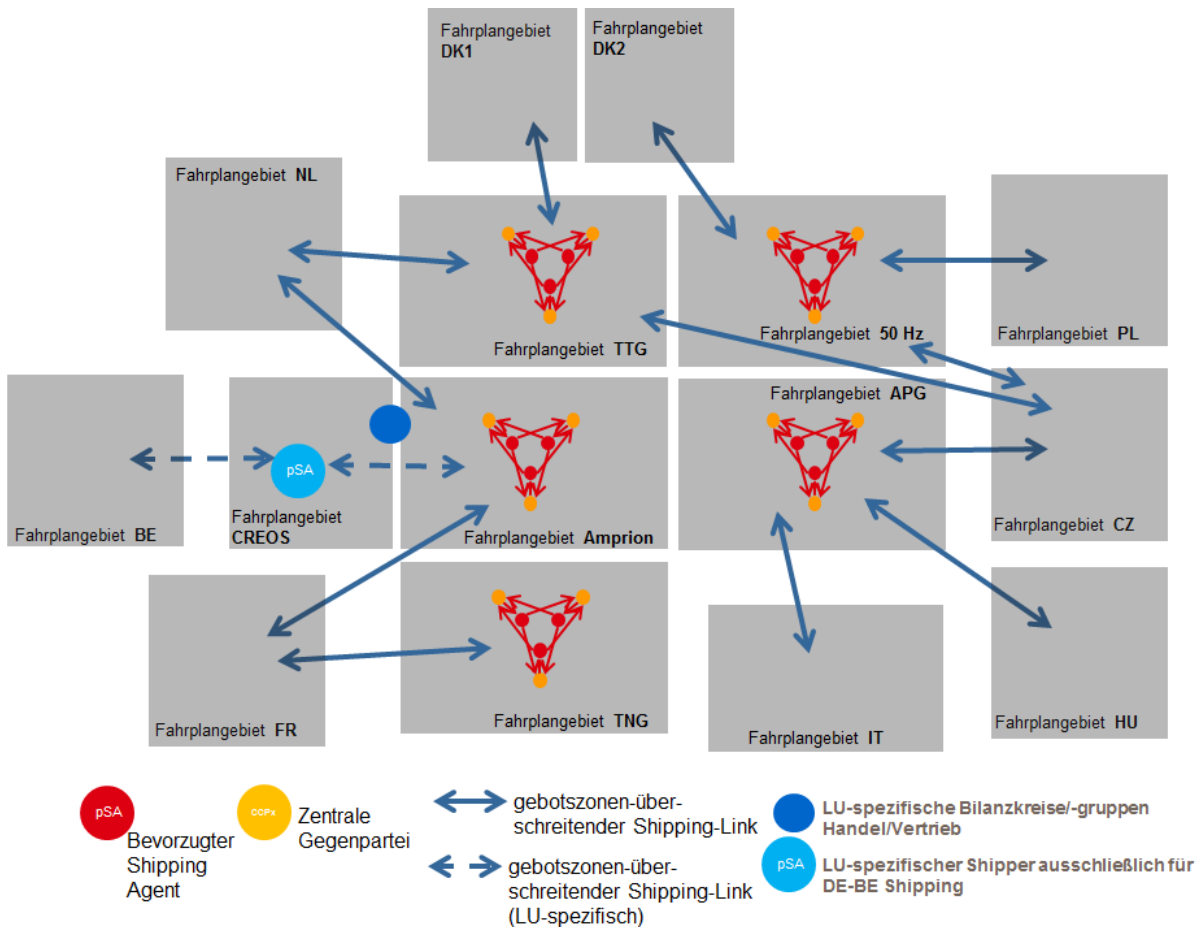 Fahrplangebiet
DK1
Fahrplangebiet
DK2
Fahrplangebiet NL
Fahrplangebiet TTG
Fahrplangebiet 50 Hz
Fahrplangebiet PL
Fahrplangebiet APG
pSA
Fahrplangebiet BE
Fahrplangebiet
CREOS
Fahrplangebiet Amprion
Fahrplangebiet CZ
Fahrplangebiet FR
Fahrplangebiet TNG
Fahrplangebiet IT
Fahrplangebiet HU
pSA
Bevorzugter
Shipping
Agent
CCPx
Zentrale
Gegenpartei
gebotszonen-über-
schreitender Shipping-Link
gebotszonen-über-
schreitender Shipping-Link
(LU-spezifisch)
LU-spezifische Bilanzkreise/-gruppen
Handel/Vertrieb
pSA
LU-spezifischer Shipper ausschließlich für
DE-BE Shipping